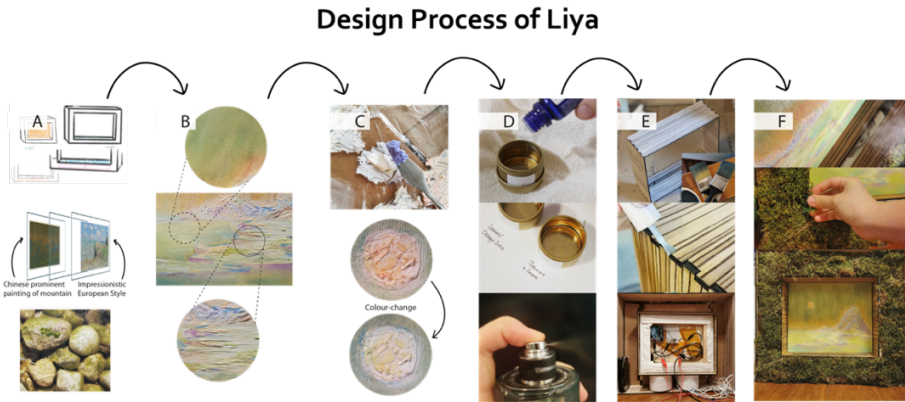 Design Process of Liya
A
B
C
D
E
F
Chinese prominent
painting of mountain
Impressionistic
European Style
Colour-change